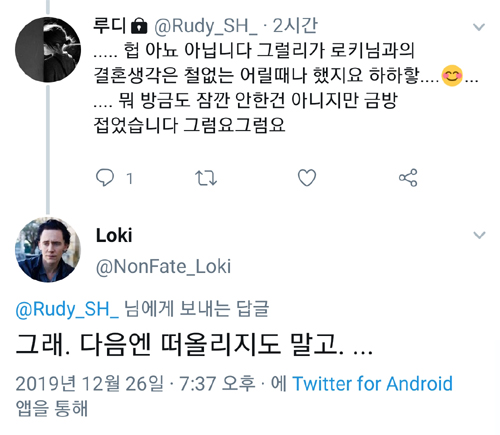 루디 @Rudy_SH_ · 2시간
..... 헙 아뇨 아닙니다 그럴리가 로키님과의
결혼생각은 철없는 어릴때나 했지요 하하핳....😊...
.... 뭐 방금도 잠깐 안한건 아니지만 금방
접었습니다 그럼요그럼요
1
Loki
@NonFate_Loki
@Rudy_SH_ 님에게 보내는 답글
그래. 다음엔 떠올리지도 말고. ...
2019년 12월 26일 · 7:37 오후 · 에 Twitter for Android
앱을 통해